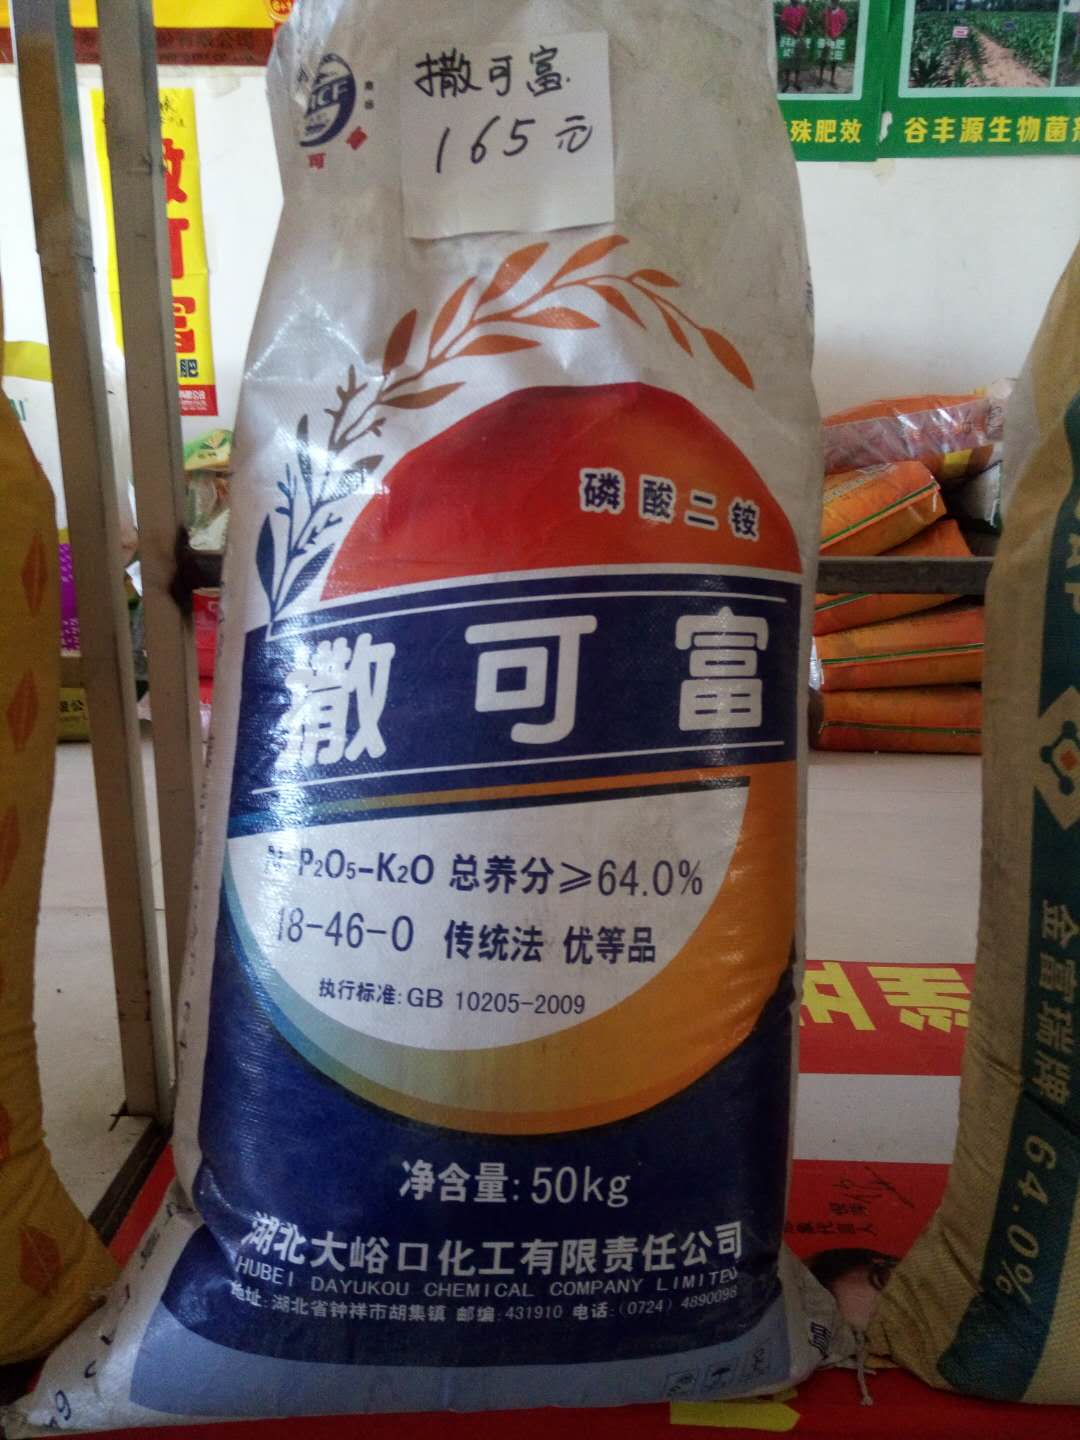 撒可富
165元
殊肥效
谷丰源生物菌
撒可富
肥
磷酸二铵
撒可富
N-P₂O₅-K₂O 总养分≥64.0%
18-46-0 传统法 优等品
执行标准:GB 10205-2009
净含量:50kg
湖北大峪口化工有限责任公司
HUBEI DAYUKOU CHEMICAL COMPANY LIMITED
地址:湖北省钟祥市胡集镇 邮编:431910 电话:(0724)4890098
金富瑞牌
64.0%